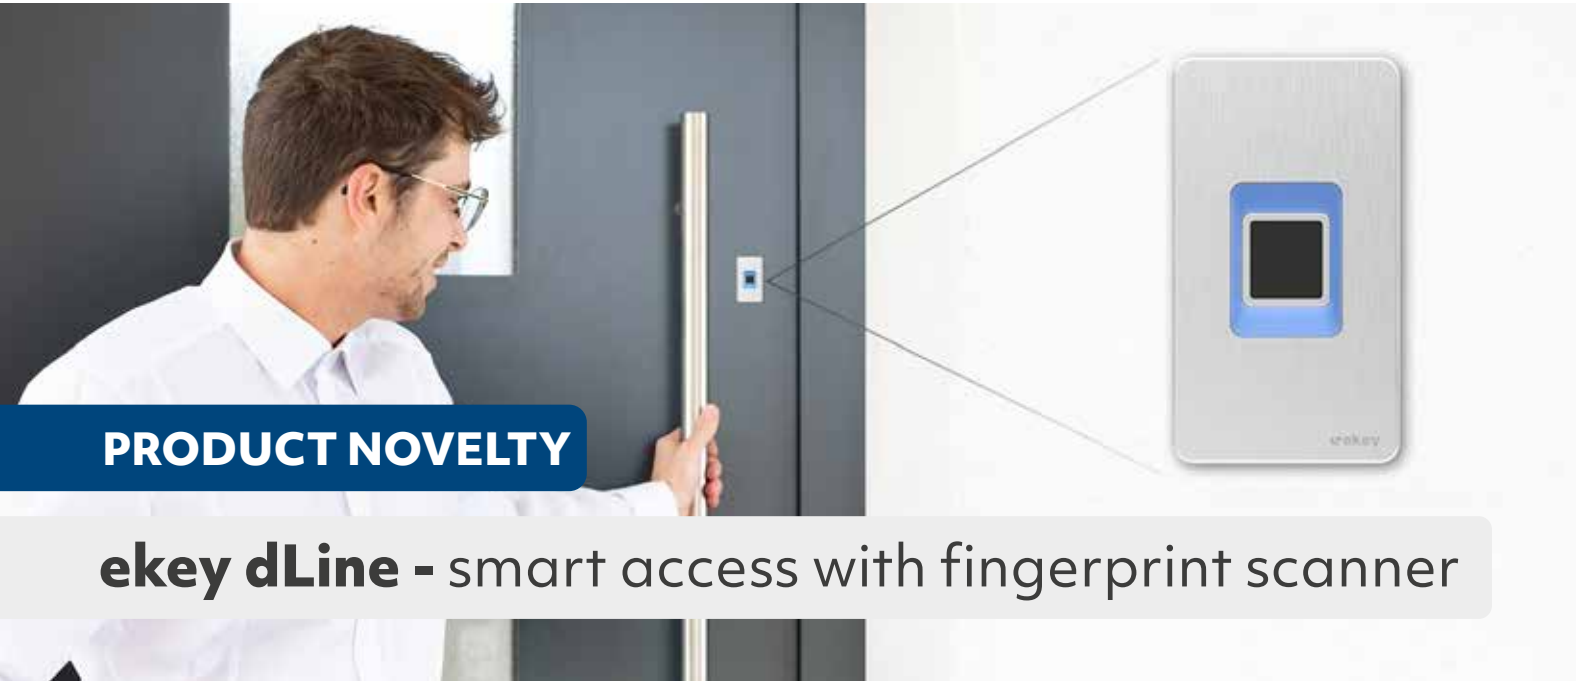 PRODUCT NOVELTY
ekey dLine - smart access with fingerprint scanner
ekey